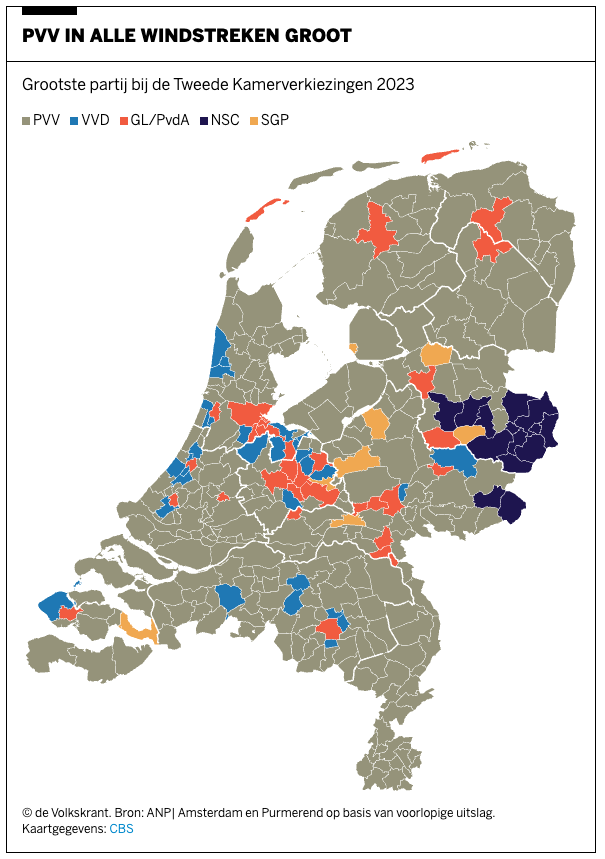 PVV IN ALLE WINDSTREKEN GROOT
Grootste partij bij de Tweede Kamerverkiezingen 2023
PVV VVD GL/PvdA NSC SGP
© de Volkskrant. Bron: ANP| Amsterdam en Purmerend op basis van voorlopige uitslag.
Kaartgegevens: CBS